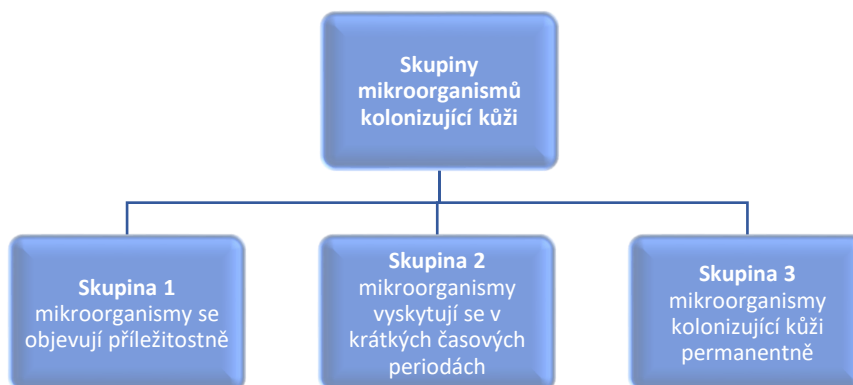 Skupiny
mikroorganismů
kolonizující kůži
Skupina 1
mikroorganismy se
objevují příležitostně
Skupina 2
mikroorganismy
vyskytují se v
krátkých časových
periodách
Skupina 3
mikroorganismy
kolonizující kůži
permanentně